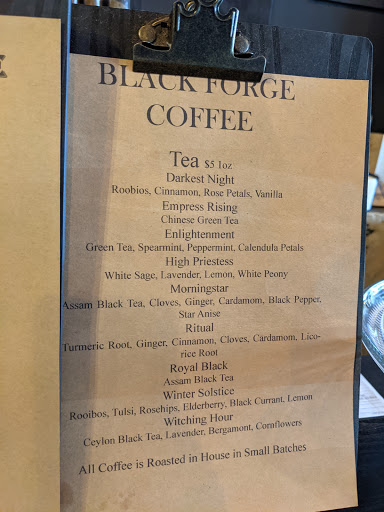 BLACK FORGE
COFFEE
Tea $5 1oz
Darkest Night
Roobios, Cinnamon, Rose Petals, Vanilla
Empress Rising
Chinese Green Tea
Enlightenment
Green Tea, Spearmint, Peppermint, Calendula Petals
High Priestess
White Sage, Lavender, Lemon, White Peony
Morningstar
Assam Black Tea, Cloves, Ginger, Cardamom, Black Pepper,
Star Anise
Ritual
Turmeric Root, Ginger, Cinnamon, Cloves, Cardamom, Lico-
rice Root
Royal Black
Assam Black Tea
Winter Solstice
Rooibos, Tulsi, Rosehips, Elderberry, Black Currant, Lemon
Witching Hour
Ceylon Black Tea, Lavender, Bergamont, Cornflowers
All Coffee is Roasted in House in Small Batches